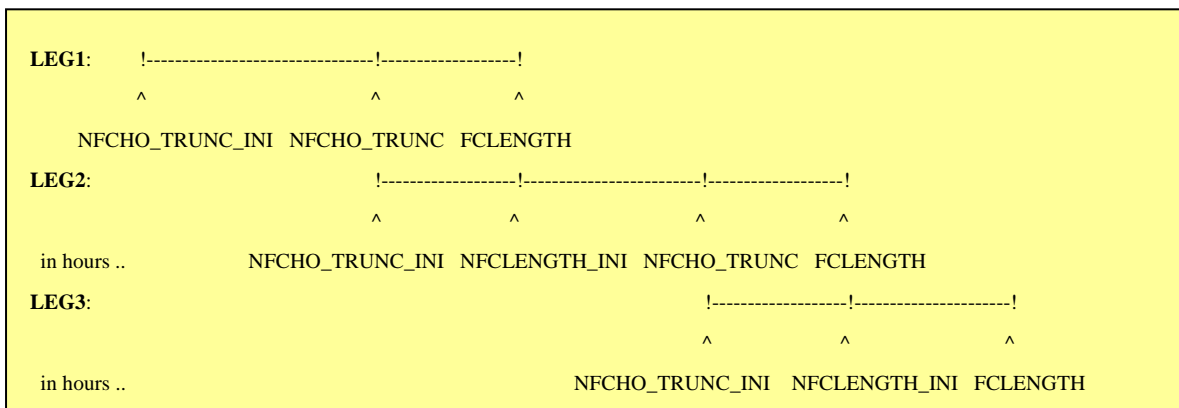 LEG1: !--------------------------------!-------------------!
^ ^ ^
NFCHO_TRUNC_INI NFCHO_TRUNC FCLENGTH
LEG2: !-------------------!-------------------------!-------------------!
^ ^ ^ ^
in hours .. NFCHO_TRUNC_INI NFCLENGTH_INI NFCHO_TRUNC FCLENGTH
LEG3: !-------------------!----------------------!
^ ^ ^
in hours .. NFCHO_TRUNC_INI NFCLENGTH_INI FCLENGTH